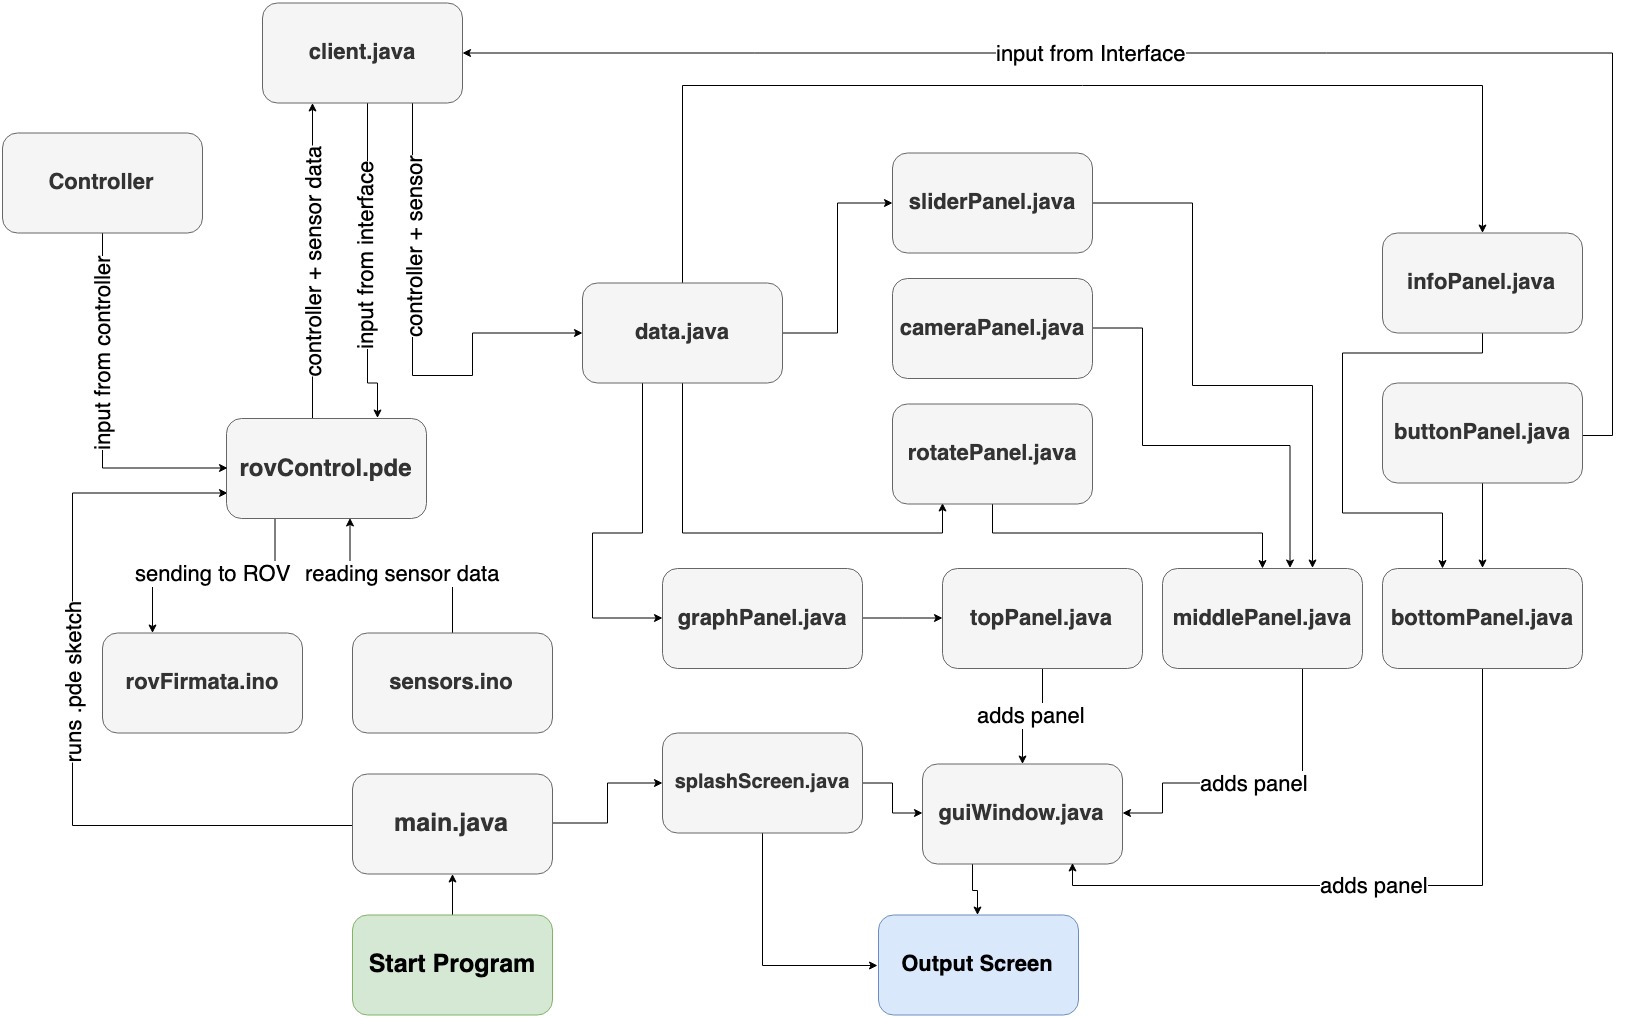 client.java
input from Interface
Controller
controller + sensor data
input from interface
controller + sensor
input from controller
sliderPanel.java
infoPanel.java
data.java
cameraPanel.java
buttonPanel.java
rotatePanel.java
rovControl.pde
sending to ROV
reading sensor data
runs .pde sketch
graphPanel.java
topPanel.java
middlePanel.java
bottomPanel.java
rovFirmata.ino
sensors.ino
adds panel
splashScreen.java
adds panel
main.java
guiWindow.java
adds panel
Start Program
Output Screen